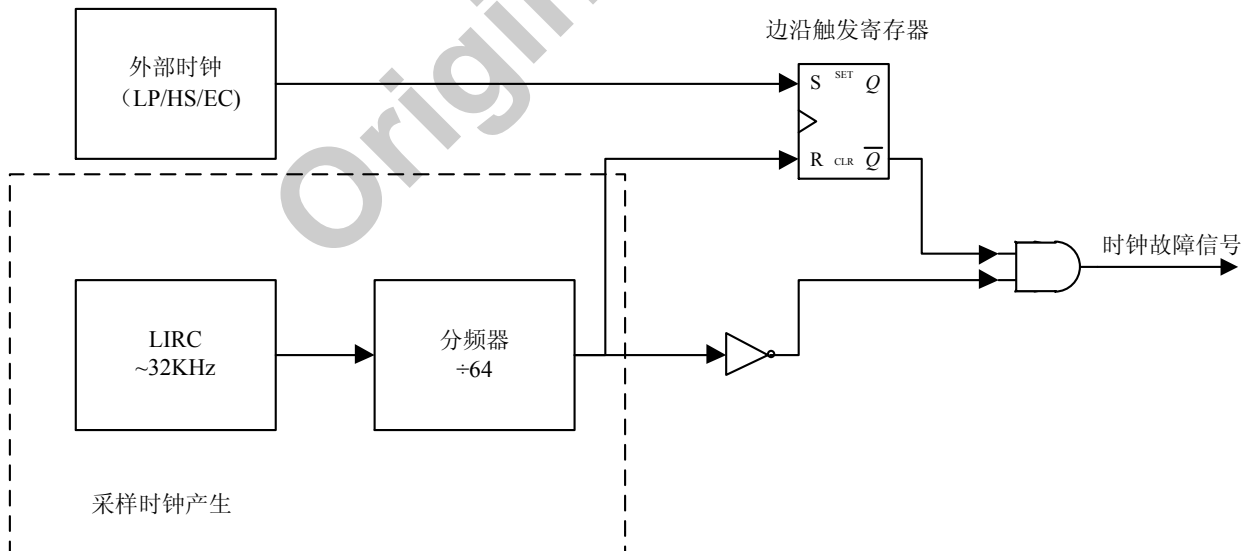 Origin
边沿触发寄存器
外部时钟
（LP/HS/EC)
S SET Q
R CLR Q̅
时钟故障信号
LIRC
~32KHz
分频器
÷64
采样时钟产生